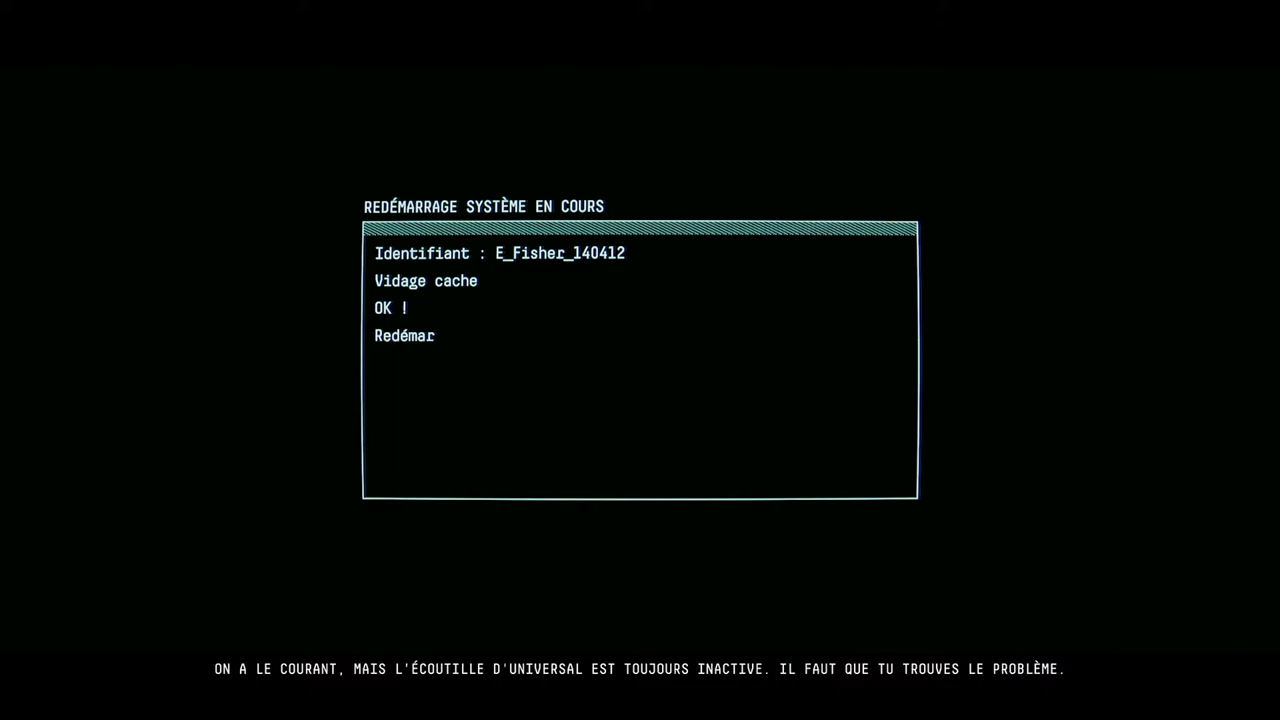 REDÉMARRAGE SYSTÈME EN COURS
Identifiant : E_Fisher_140412
Vidage cache
OK !
Redémar
ON A LE COURANT, MAIS L'ÉCOUTILLE D'UNIVERSAL EST TOUJOURS INACTIVE. IL FAUT QUE TU TROUVES LE PROBLÈME.